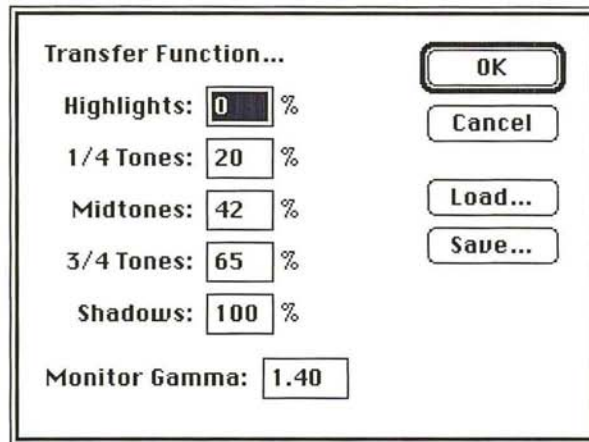 Transfer Function...
Highlights: 0 %
1/4 Tones: 20 %
Midtones: 42 %
3/4 Tones: 65 %
Shadows: 100 %
Monitor Gamma: 1.40
OK
Cancel
Load...
Save...